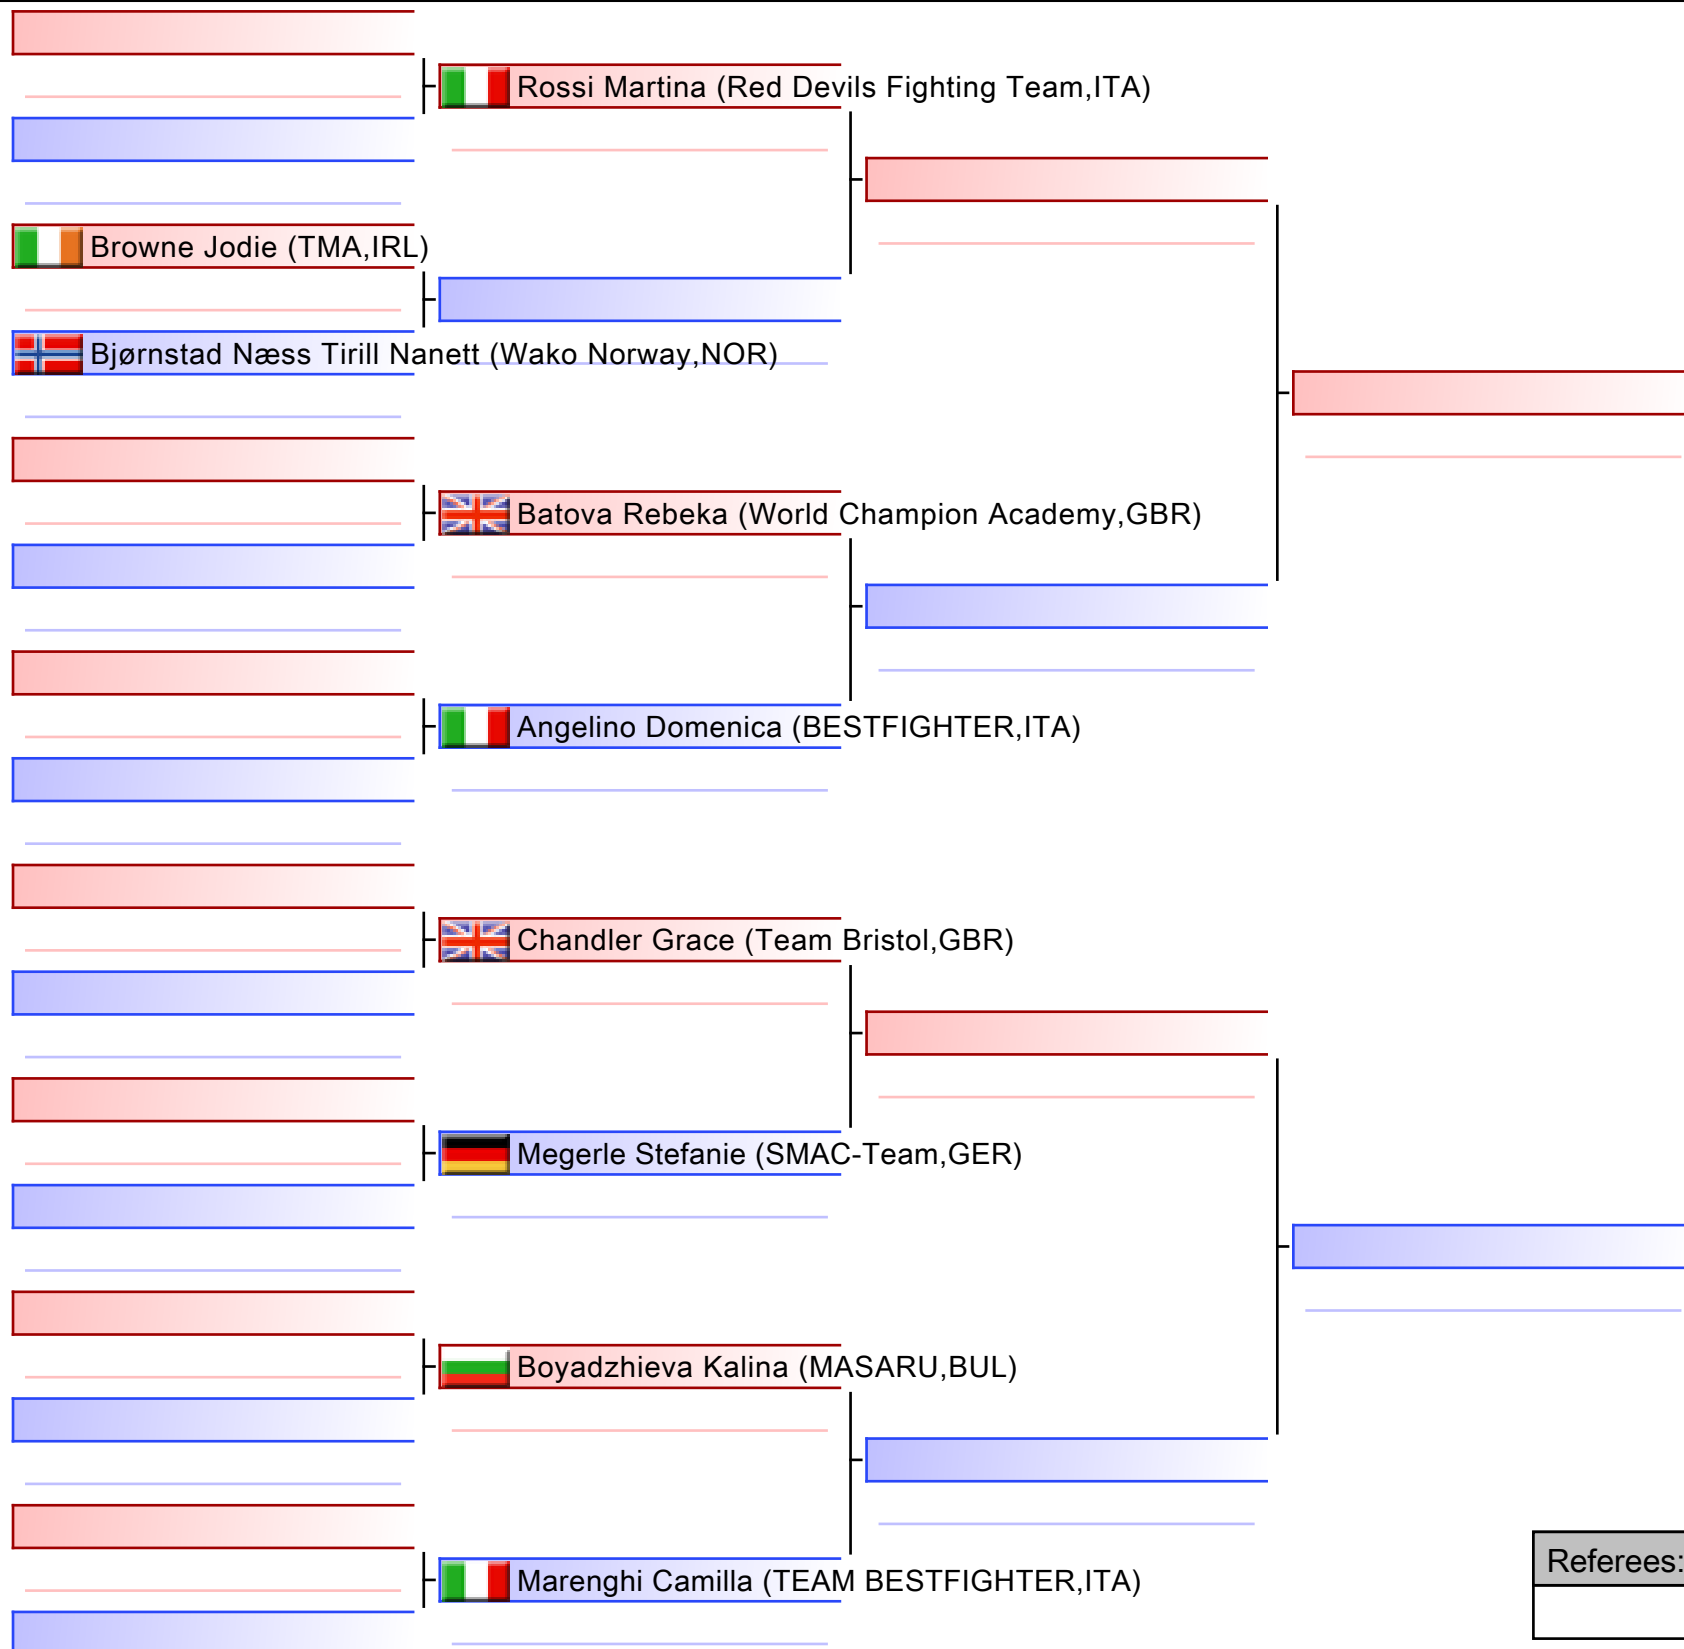 Rossi Martina (Red Devils Fighting Team,ITA)
Browne Jodie (TMA,IRL)
Bjørnstad Næss Tirill Nanett (Wako Norway,NOR)
Batova Rebeka (World Champion Academy,GBR)
Angelino Domenica (BESTFIGHTER,ITA)
Chandler Grace (Team Bristol,GBR)
Megerle Stefanie (SMAC-Team,GER)
Boyadzhieva Kalina (MASARU,BUL)
Referees:
Marenghi Camilla (TEAM BESTFIGHTER,ITA)